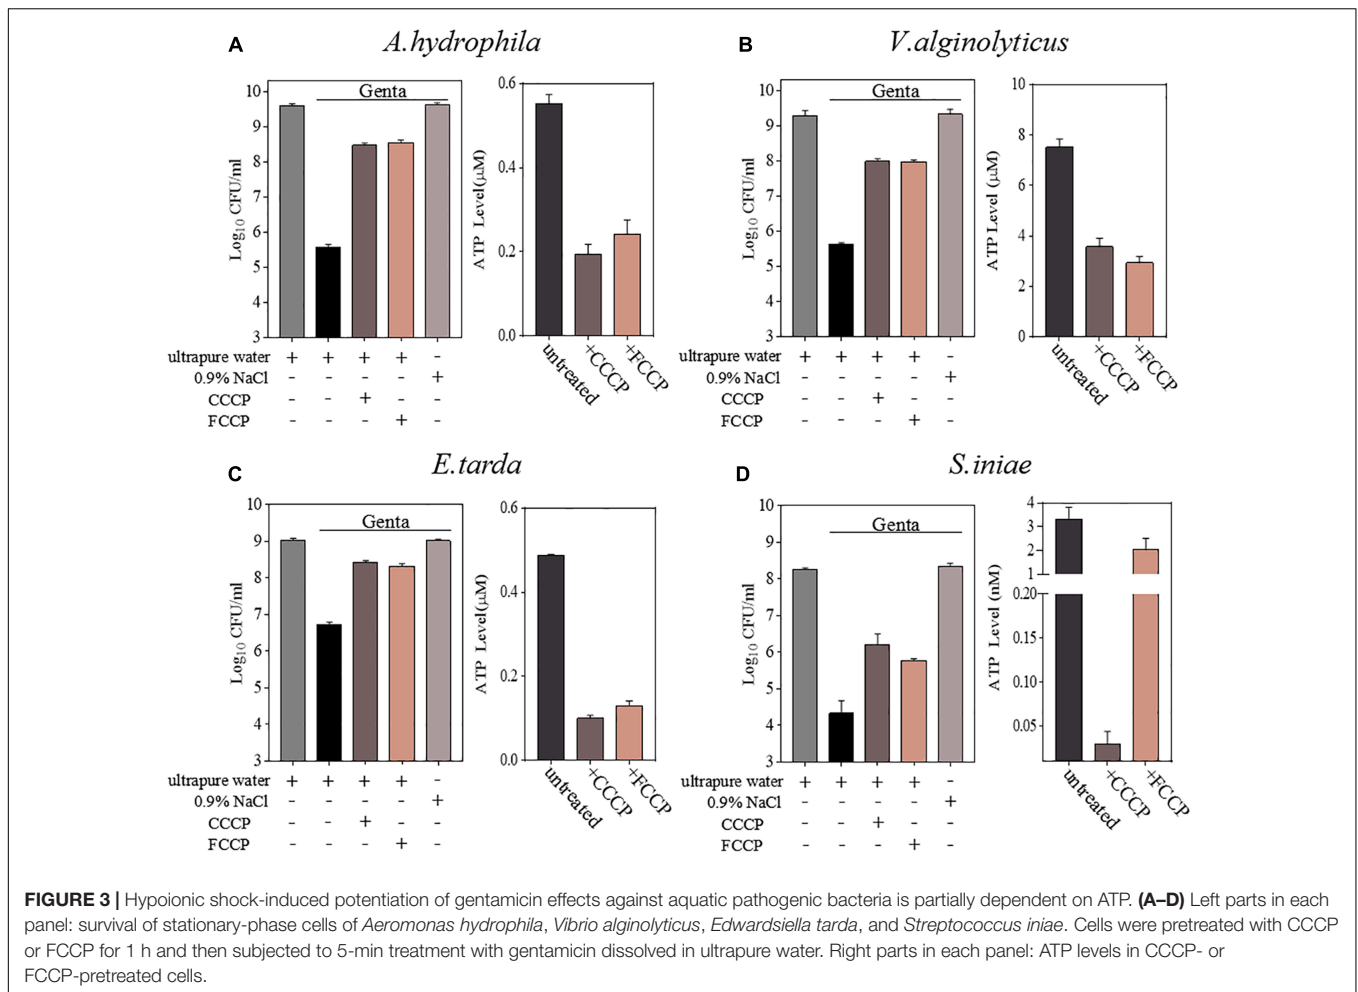 A
A.hydrophila
Genta
Log10 CFU/ml
10
9
8
7
6
5
4
3
ultrapure water + + + + -
0.9% NaCl - - - - +
CCCP - - + - -
FCCP - - - + -
ATP Level(μM)
0.6
0.4
0.2
0.0
untreated
+CCCP
+FCCP
B
V.alginolyticus
Genta
Log10 CFU/ml
10
9
8
7
6
5
4
3
ultrapure water + + + + -
0.9% NaCl - - - - +
CCCP - - + - -
FCCP - - - + -
ATP Level (μM)
10
8
6
4
2
0
untreated
+CCCP
+FCCP
C
E.tarda
Genta
Log10 CFU/ml
10
9
8
7
6
5
4
3
ultrapure water + + + + -
0.9% NaCl - - - - +
CCCP - - + - -
FCCP - - - + -
ATP Level(μM)
0.6
0.4
0.2
0.0
untreated
+CCCP
+FCCP
D
S.iniae
Genta
Log10 CFU/ml
10
9
8
7
6
5
4
3
ultrapure water + + + + -
0.9% NaCl - - - - +
CCCP - - + - -
FCCP - - - + -
ATP Level (nM)
4
3
2
1
0.20
0.15
0.10
0.05
untreated
+CCCP
+FCCP
FIGURE 3 | Hypoionic shock-induced potentiation of gentamicin effects against aquatic pathogenic bacteria is partially dependent on ATP. (A–D) Left parts in each
panel: survival of stationary-phase cells of Aeromonas hydrophila, Vibrio alginolyticus, Edwardsiella tarda, and Streptococcus iniae. Cells were pretreated with CCCP
or FCCP for 1 h and then subjected to 5-min treatment with gentamicin dissolved in ultrapure water. Right parts in each panel: ATP levels in CCCP- or
FCCP-pretreated cells.